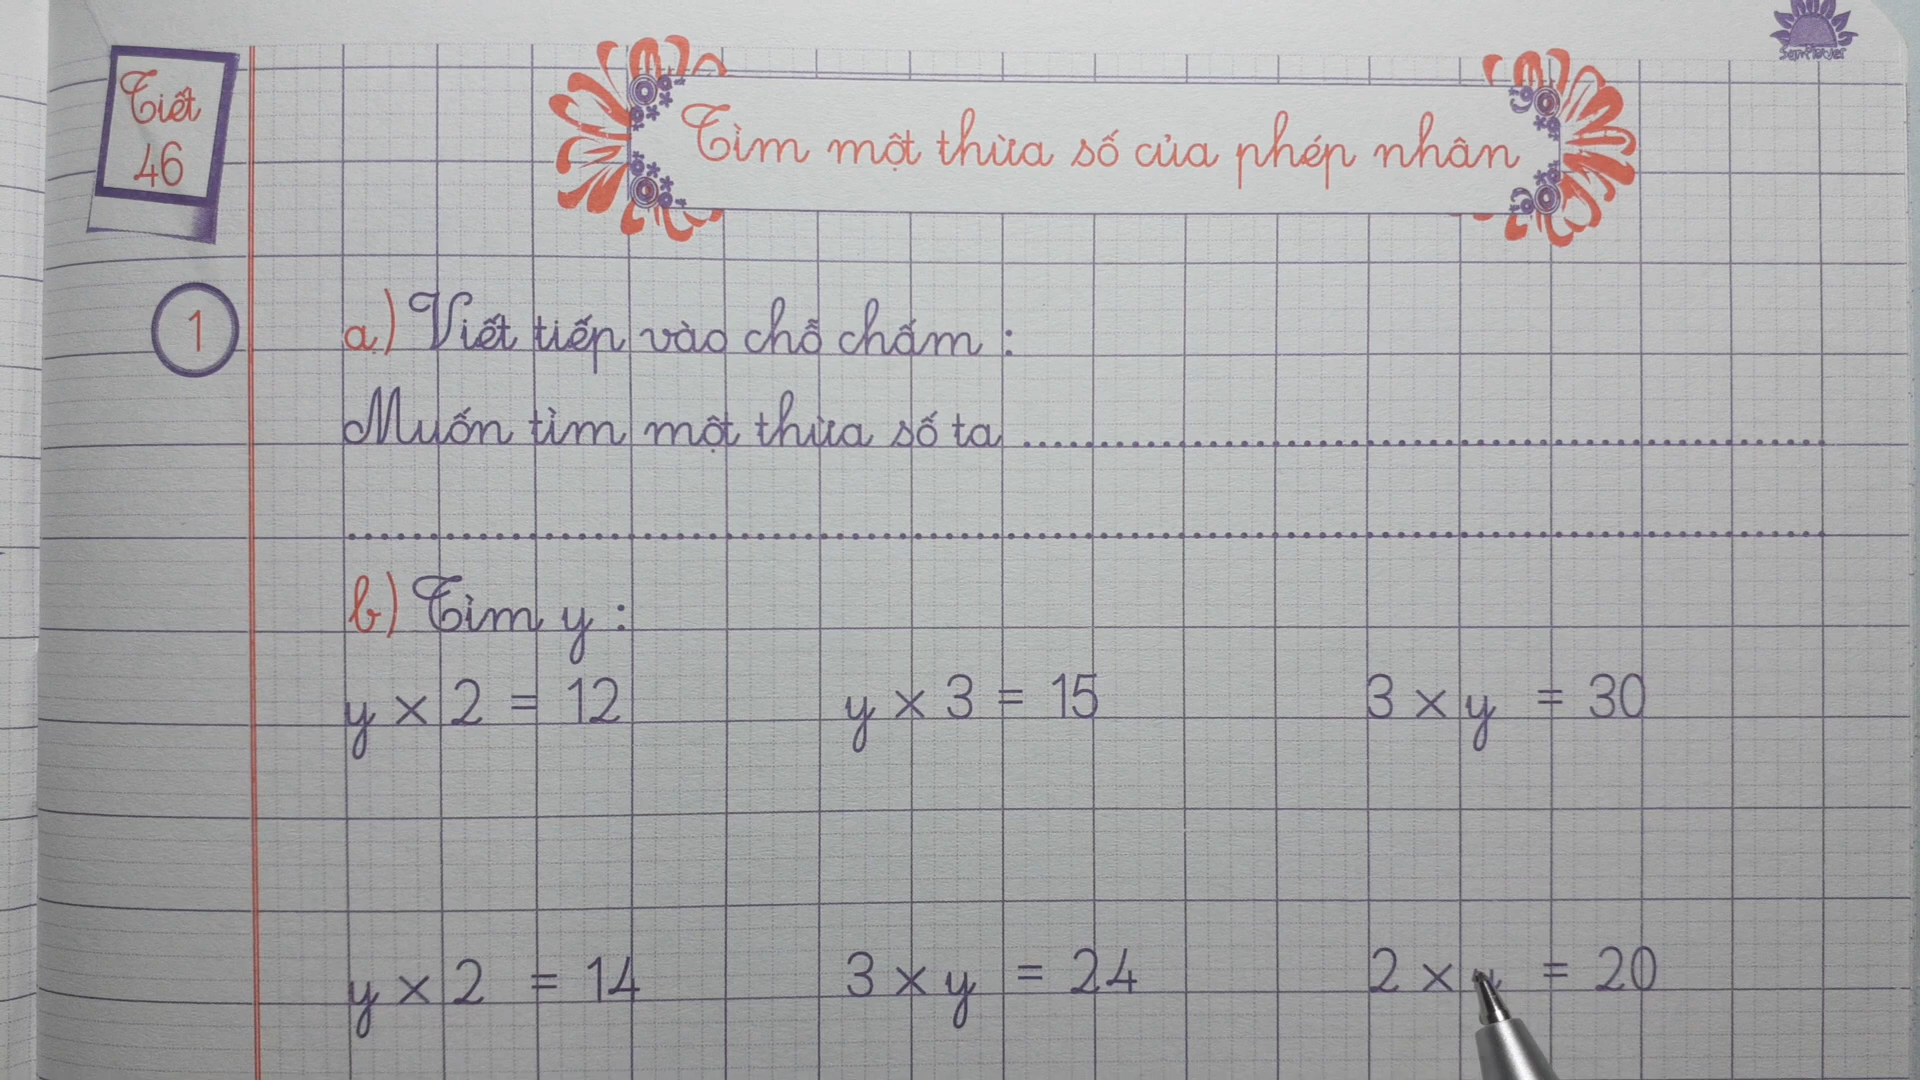 Tiết
46
Tìm một thừa số của phép nhân
Sunflower
1
a) Viết tiếp vào chỗ chấm :
Muốn tìm một thừa số ta ........................................................
........................................................................................
b) Tìm y :
y × 2 = 12 y × 3 = 15 3 × y = 30
y × 2 = 14 3 × y = 24 2 × y = 20